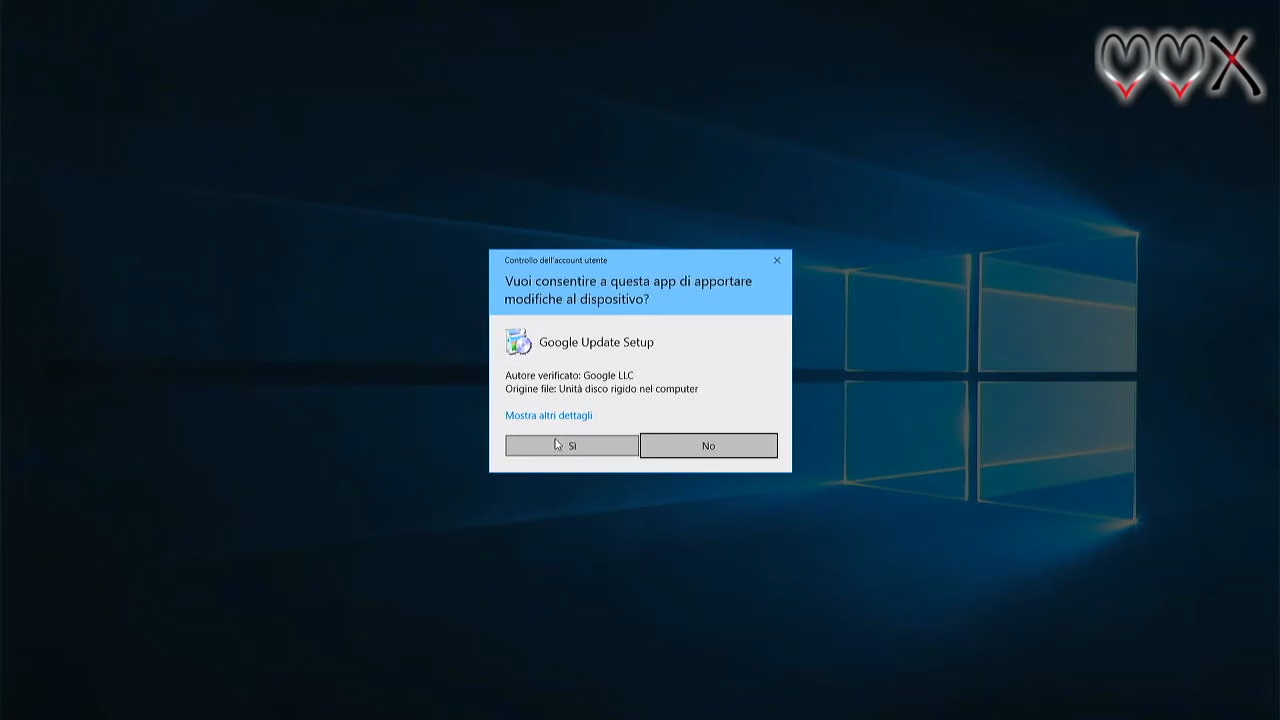 Controllo dell'account utente
Vuoi consentire a questa app di apportare
modifiche al dispositivo?
Google Update Setup
Autore verificato: Google LLC
Origine file: Unità disco rigido nel computer
Mostra altri dettagli
Sì
No